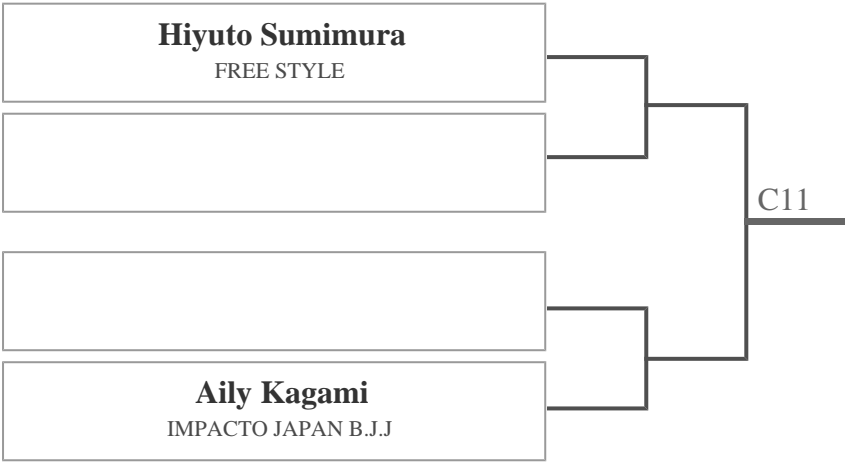 Hiyuto Sumimura
FREE STYLE
C11
Aily Kagami
IMPACTO JAPAN B.J.J